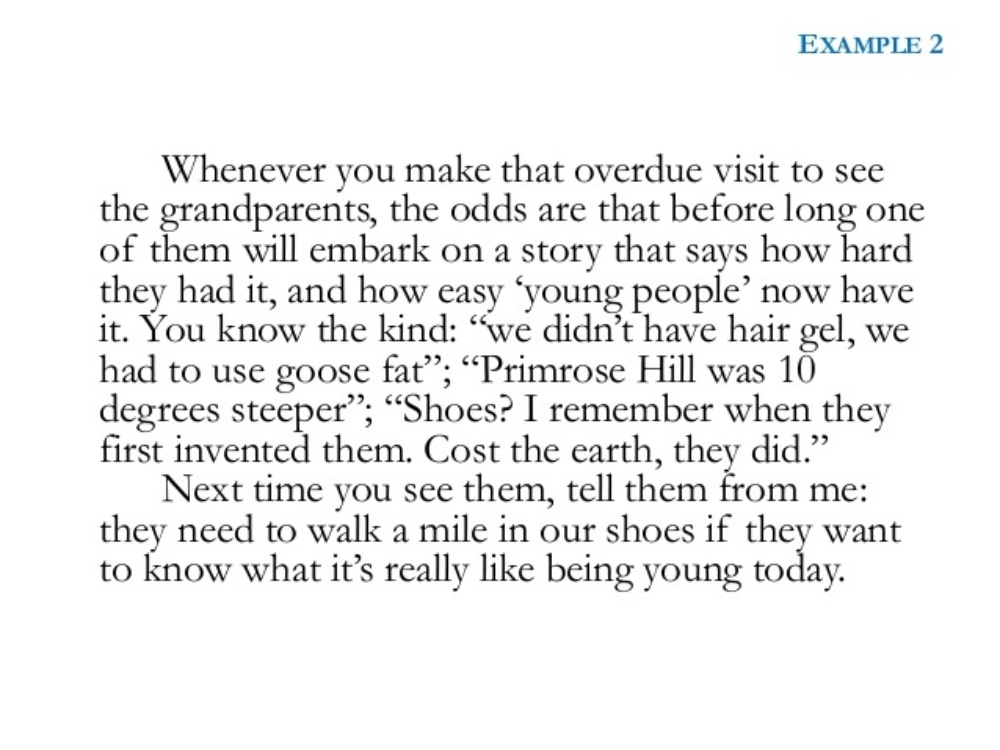 EXAMPLE 2
Whenever you make that overdue visit to see
the grandparents, the odds are that before long one
of them will embark on a story that says how hard
they had it, and how easy ‘young people’ now have
it. You know the kind: “we didn’t have hair gel, we
had to use goose fat”; “Primrose Hill was 10
degrees steeper”; “Shoes? I remember when they
first invented them. Cost the earth, they did.”
Next time you see them, tell them from me:
they need to walk a mile in our shoes if they want
to know what it’s really like being young today.